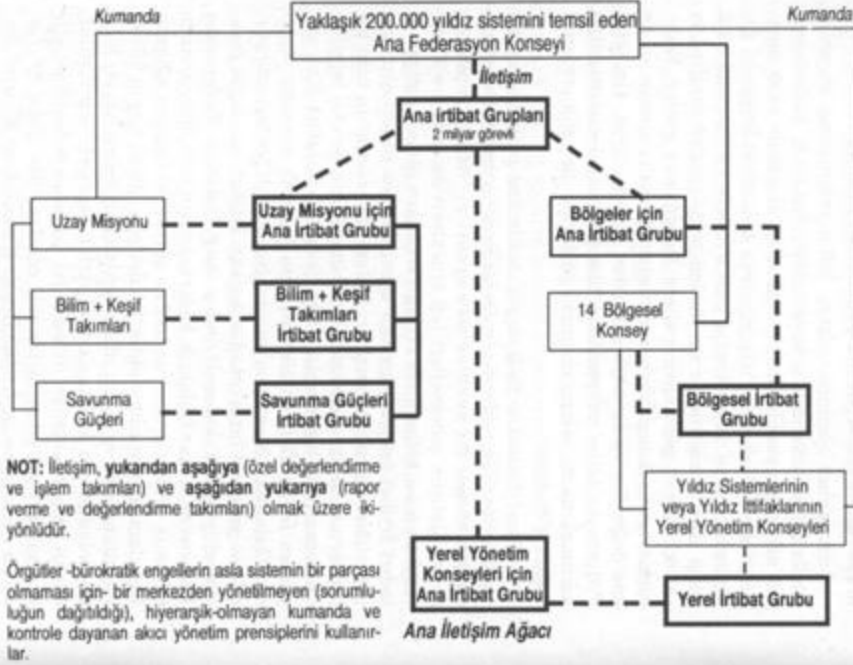 Kumanda
Kumanda
Yaklaşık 200.000 yıldız sistemini temsil eden
Ana Federasyon Konseyi
İletişim
Ana irtibat Grupları
2 milyar görevli
Uzay Misyonu
Uzay Misyonu için
Ana İrtibat Grubu
Bölgeler için
Ana İrtibat Grubu
Bilim + Keşif
Takımları
Bilim + Keşif
Takımları
İrtibat Grubu
14 Bölgesel
Konsey
Savunma
Güçleri
Savunma Güçleri
İrtibat Grubu
Bölgesel İrtibat
Grubu
NOT: İletişim, yukarıdan aşağıya (özel değerlendirme
ve işlem takımları) ve aşağıdan yukarıya (rapor
verme ve değerlendirme takımları) olmak üzere iki-
yönlüdür.
Yıldız Sistemlerinin
veya Yıldız İttifaklarının
Yerel Yönetim Konseyleri
Örgütler -bürokratik engellerin asla sistemin bir parçası
olmaması için- bir merkezden yönetilmeyen (sorumlu-
luğun dağıtıldığı), hiyerarşik-olmayan kumanda ve
kontrole dayanan akıcı yönetim prensiplerini kullanır-
lar.
Yerel Yönetim
Konseyleri için
Ana İrtibat Grubu
Yerel İrtibat Grubu
Ana İletişim Ağacı